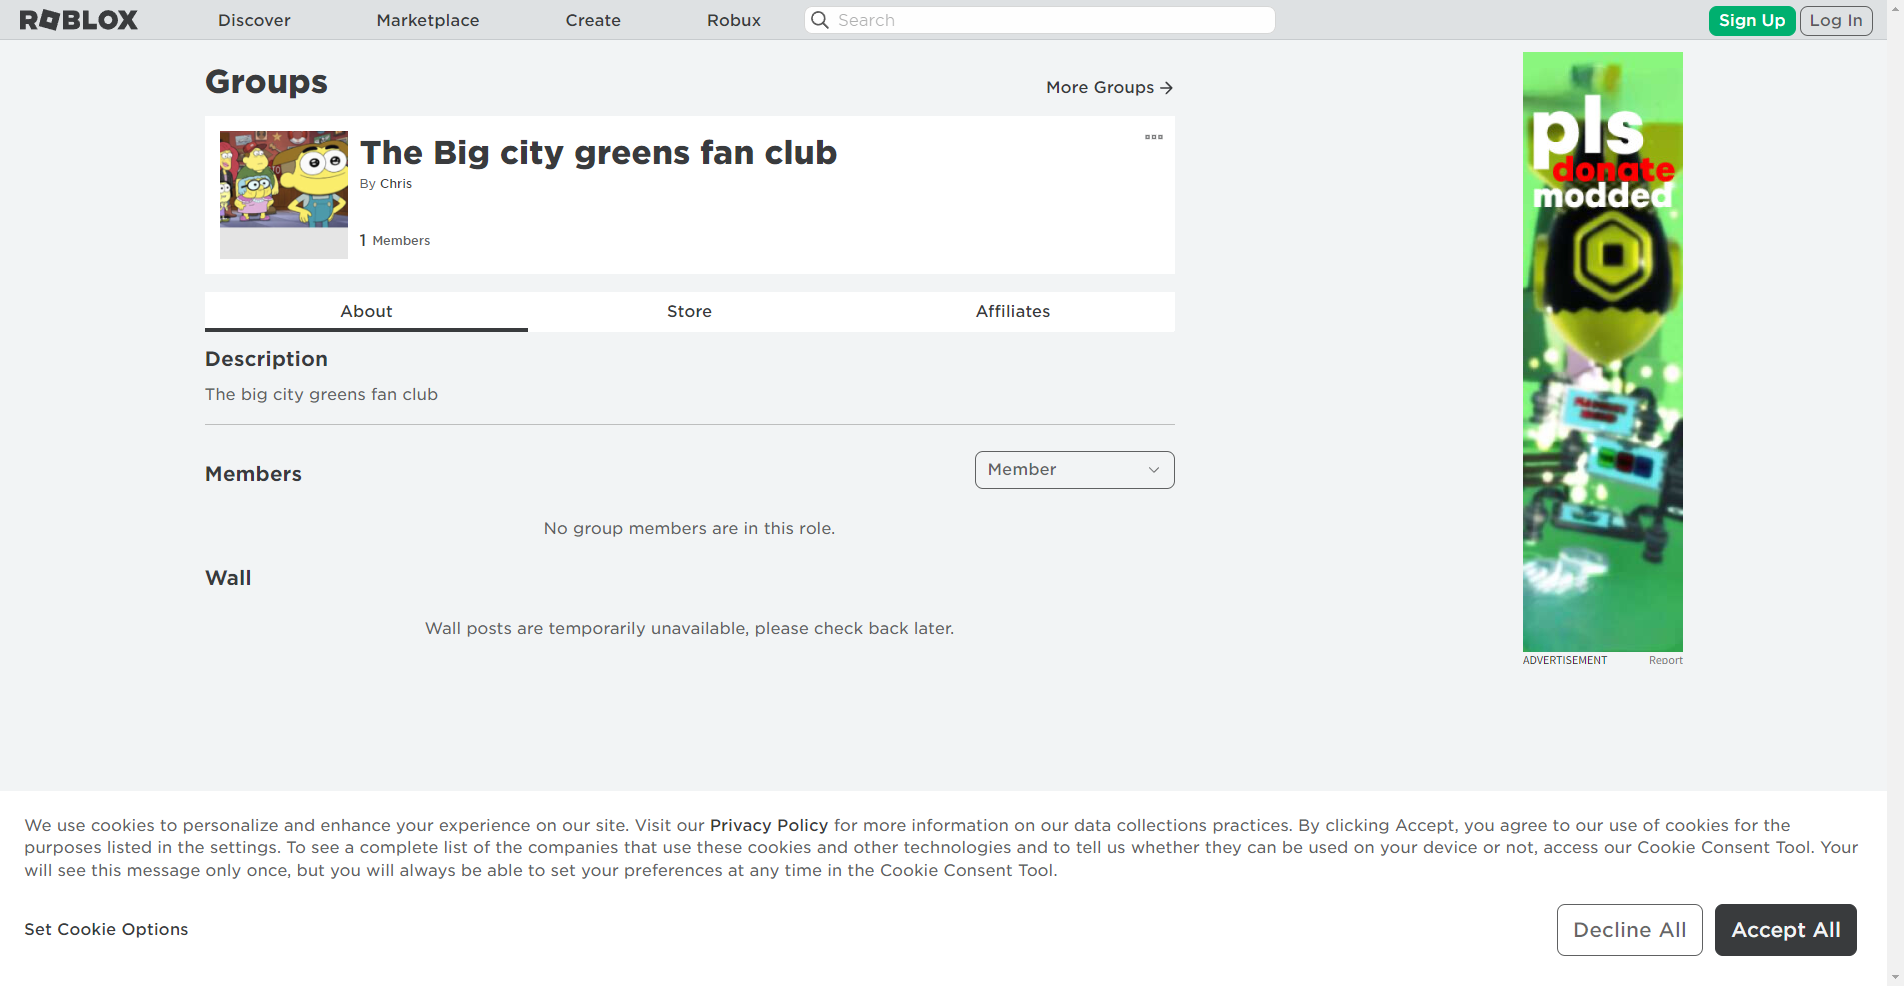 ROBLOX Discover Marketplace Create Robux Search Sign Up Log In
Groups
More Groups
The Big city greens fan club
By Chris
1 Members
About Store Affiliates
Description
The big city greens fan club
Members
Member
No group members are in this role.
Wall
Wall posts are temporarily unavailable, please check back later.
pls
donate
modded
ADVERTISEMENT Report
We use cookies to personalize and enhance your experience on our site. Visit our Privacy Policy for more information on our data collections practices. By clicking Accept, you agree to our use of cookies for the
purposes listed in the settings. To see a complete list of the companies that use these cookies and other technologies and to tell us whether they can be used on your device or not, access our Cookie Consent Tool. Your
will see this message only once, but you will always be able to set your preferences at any time in the Cookie Consent Tool.
Set Cookie Options
Decline All
Accept All